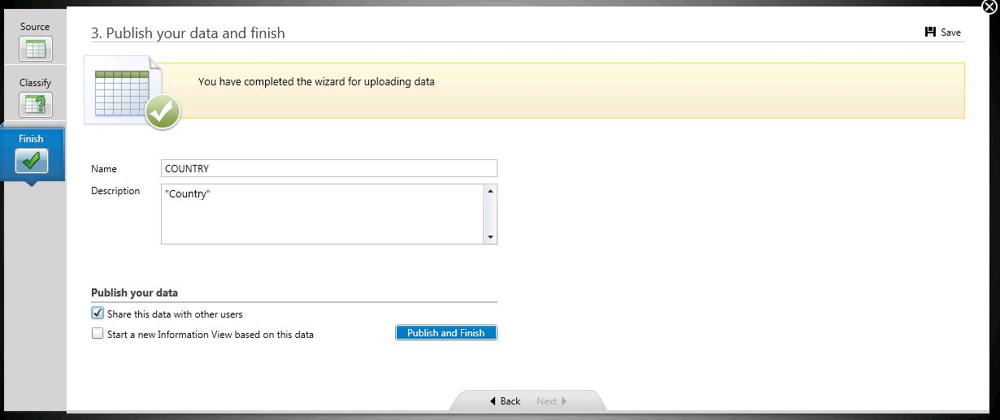 Source
Classify
Finish
3. Publish your data and finish
Save
You have completed the wizard for uploading data
Name
COUNTRY
Description
"Country"
Publish your data
Share this data with other users
Start a new Information View based on this data
Publish and Finish
Back
Next